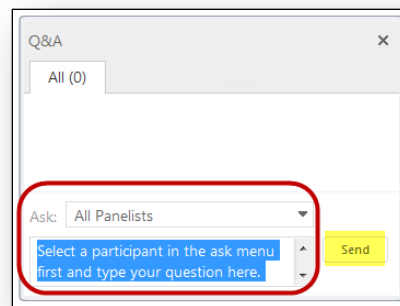 Q&A
All (0)
Ask: All Panelists
Select a participant in the ask menu
first and type your question here.
Send